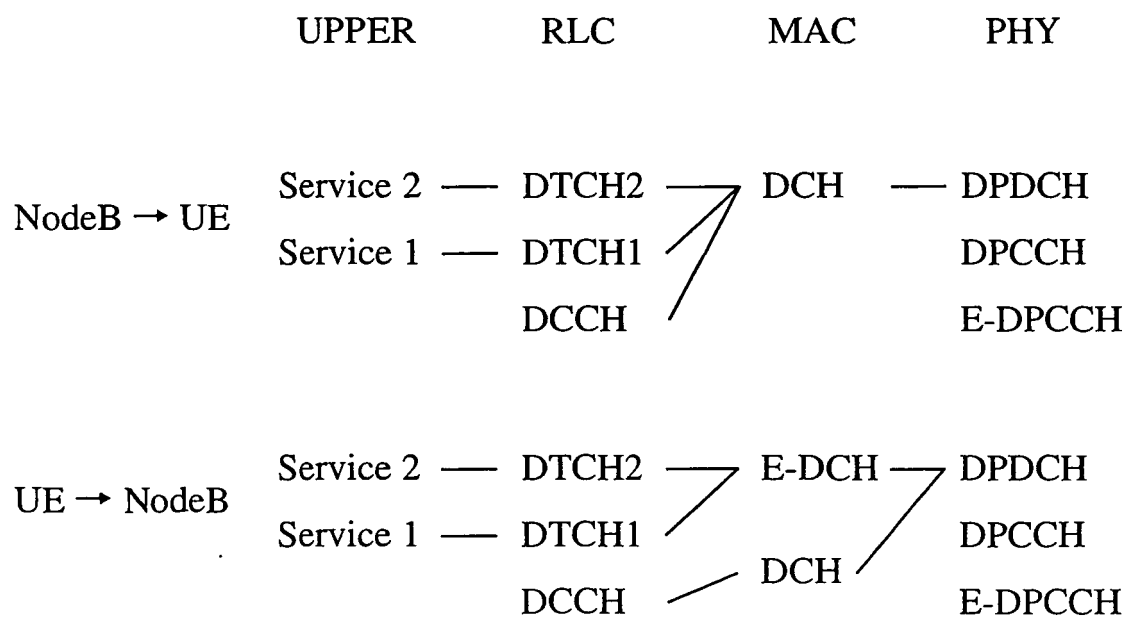 UPPER RLC MAC PHY
Service 2 DTCH2 DCH DPDCH
NodeB → UE
Service 1 DTCH1 DPCCH
DCCH E-DPCCH
Service 2 DTCH2 E-DCH DPDCH
UE → NodeB
Service 1 DTCH1 DPCCH
DCH
DCCH E-DPCCH